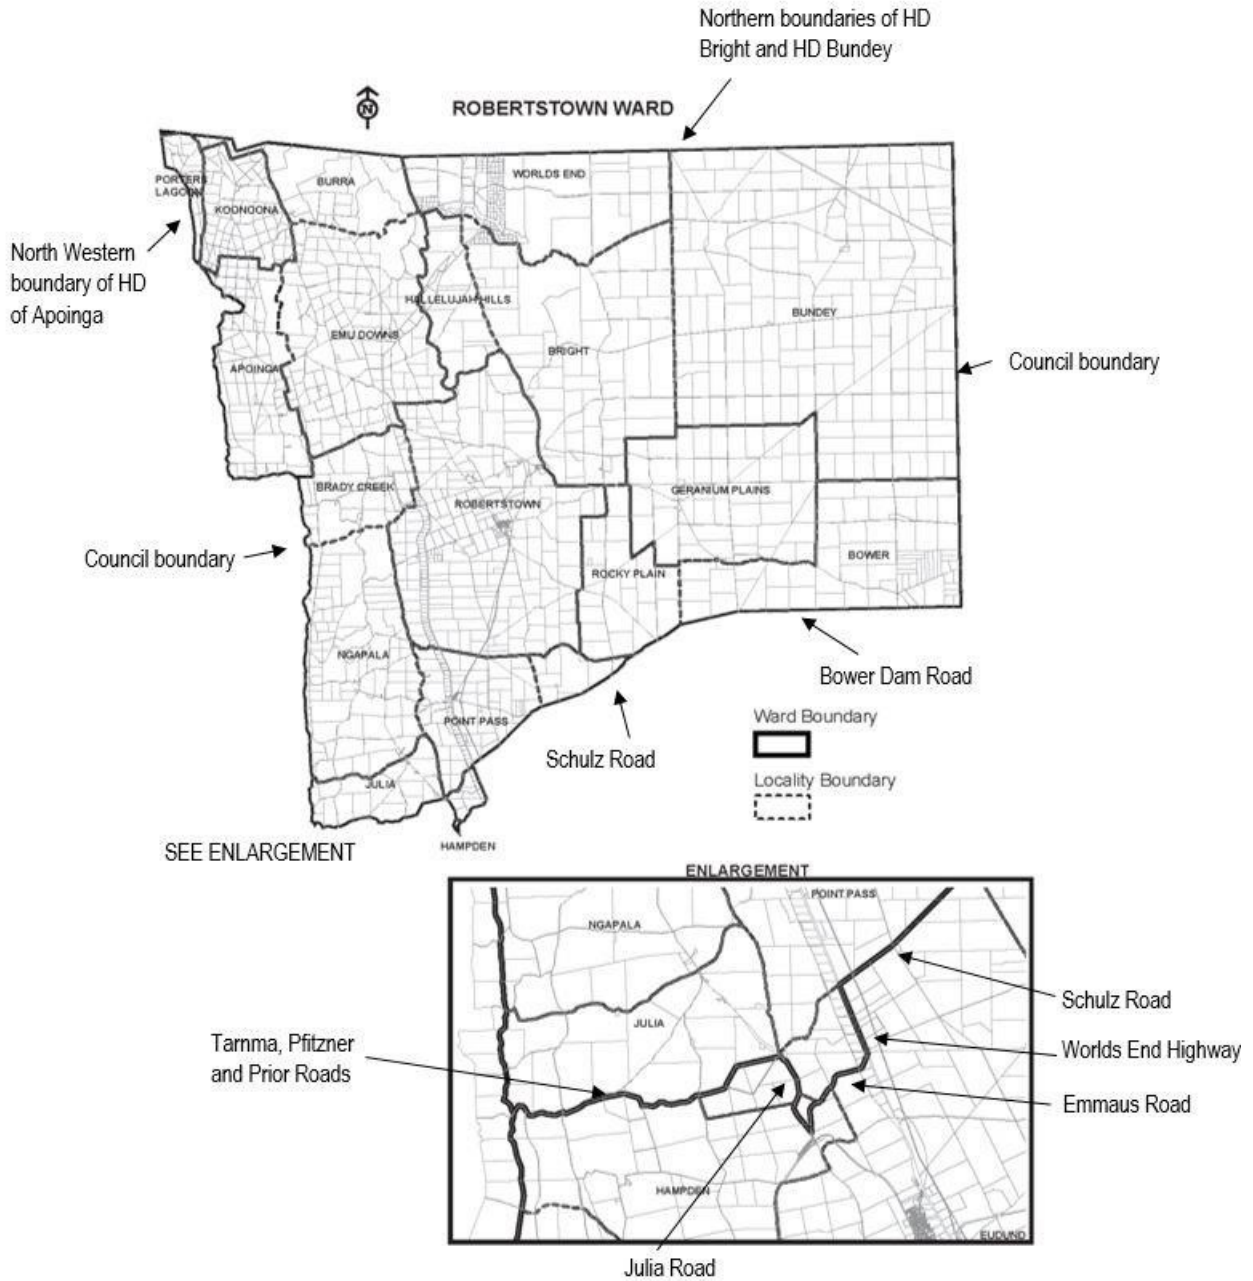 Northern boundaries of HD
Bright and HD Bundey
N
ROBERTSTOWN WARD
PORTERS
LAGOON
KOONOONA
BURRA
WORLDS END
North Western
boundary of HD
of Apoinga
HALLELUJAH HILLS
EMU DOWNS
BUNDEY
BRIGHT
APOINGA
Council boundary
BRADY CREEK
ROBERTSTOWN
GERANIUM PLAINS
Council boundary
ROCKY PLAIN
BOWER
NGAPALA
Bower Dam Road
POINT PASS
Schulz Road
Ward Boundary
Locality Boundary
JULIA
HAMPDEN
SEE ENLARGEMENT
ENLARGEMENT
POINT PASS
NGAPALA
JULIA
Schulz Road
Tarnma, Pfitzner
and Prior Roads
Worlds End Highway
Emmaus Road
HAMPDEN
EUDUND
Julia Road